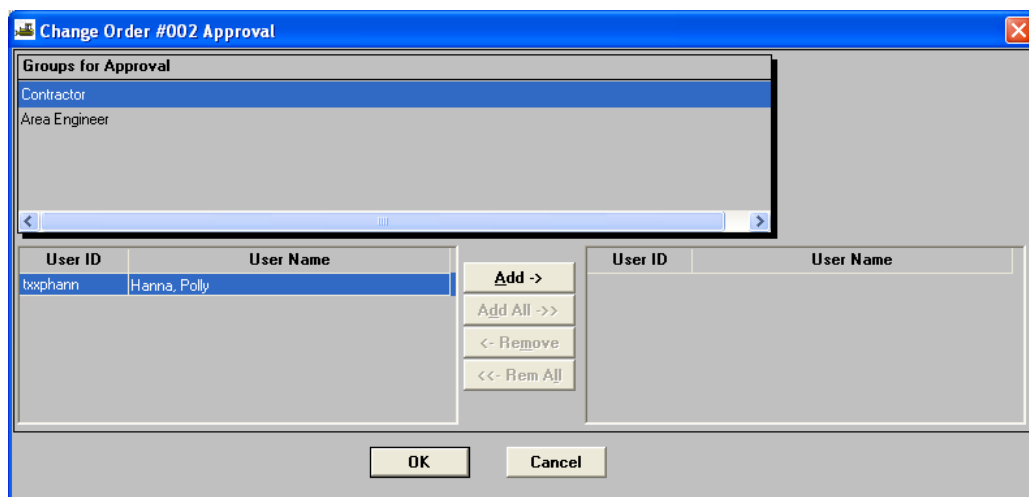 Change Order #002 Approval
Groups for Approval
Contractor
Area Engineer
User ID User Name
txxphann Hanna, Polly
Add ->
Add All ->>
<- Remove
<<- Rem All
User ID User Name
OK Cancel